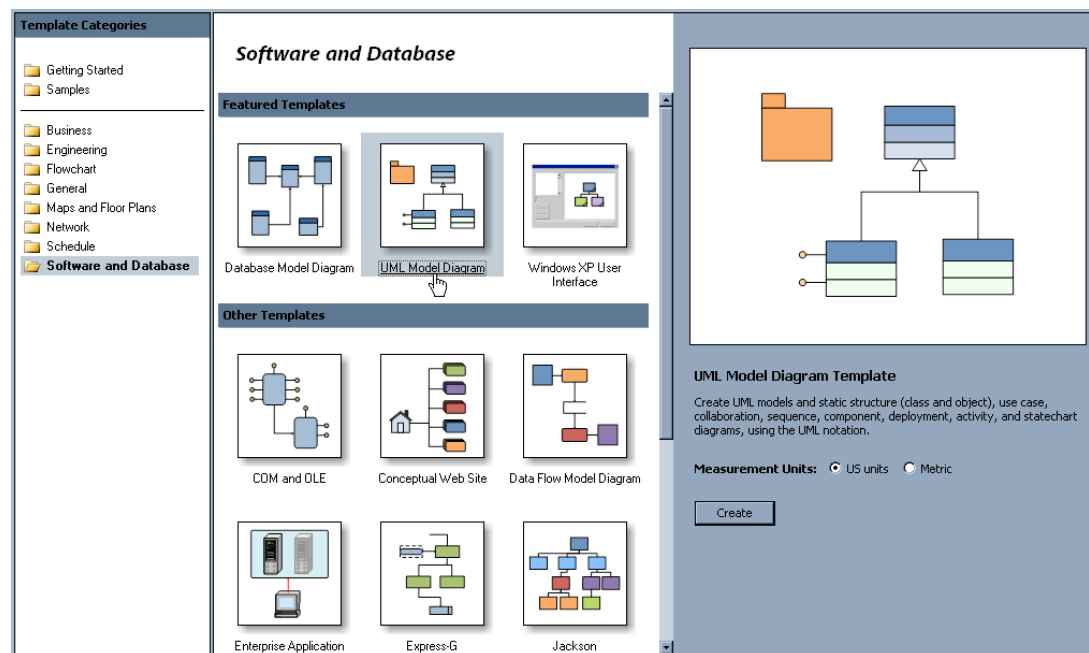 Template Categories
Getting Started
Samples
Business
Engineering
Flowchart
General
Maps and Floor Plans
Network
Schedule
Software and Database
Software and Database
Featured Templates
Database Model Diagram
UML Model Diagram
Windows XP User
Interface
Other Templates
COM and OLE
Conceptual Web Site
Data Flow Model Diagram
Enterprise Application
Express-G
Jackson
UML Model Diagram Template
Create UML models and static structure (class and object), use case,
collaboration, sequence, component, deployment, activity, and statechart
diagrams, using the UML notation.
Measurement Units: US units Metric
Create